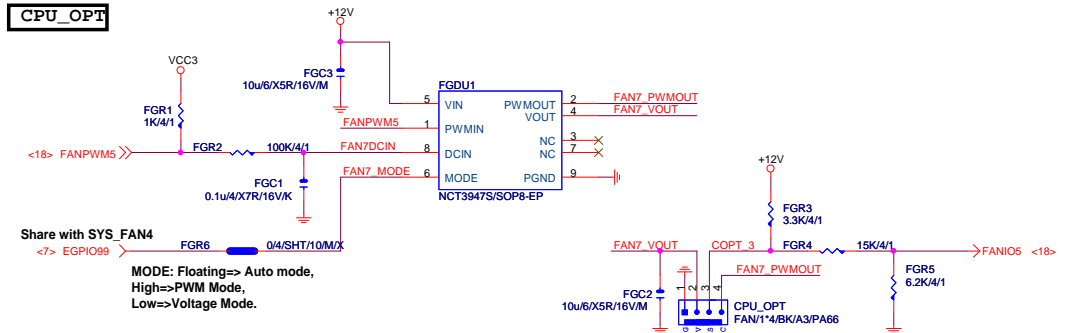 CPU_OPT
+12V
VCC3
FGC3
10u/6/X5R/16V/M
FGDU1
FGR1
1K/4/1
5 VIN PWMOUT 2 FAN7_PWMOUT
VOUT 4 FAN7_VOUT
FANPWM5 1 PWMIN
NC 3
<18> FANPWM5 FGR2 100K/4/1 FAN7DCIN 8 DCIN NC 7
FGC1
0.1u/4/X7R/16V/K
FAN7_MODE 6 MODE PGND 9
NCT3947S/SOP8-EP
+12V
FGR3
3.3K/4/1
Share with SYS_FAN4
<7> EGPIO99 FGR6 0/4/SHT/10/M/X
FAN7_VOUT COPT_3 FGR4 15K/4/1 FANIO5 <18>
MODE: Floating=> Auto mode,
High=>PWM Mode,
Low=>Voltage Mode.
FAN7_PWMOUT
FGR5
6.2K/4/1
FGC2
10u/6/X5R/16V/M
1 2 3 4
G V S C
CPU_OPT
FAN/1*4/BK/A3/PA66